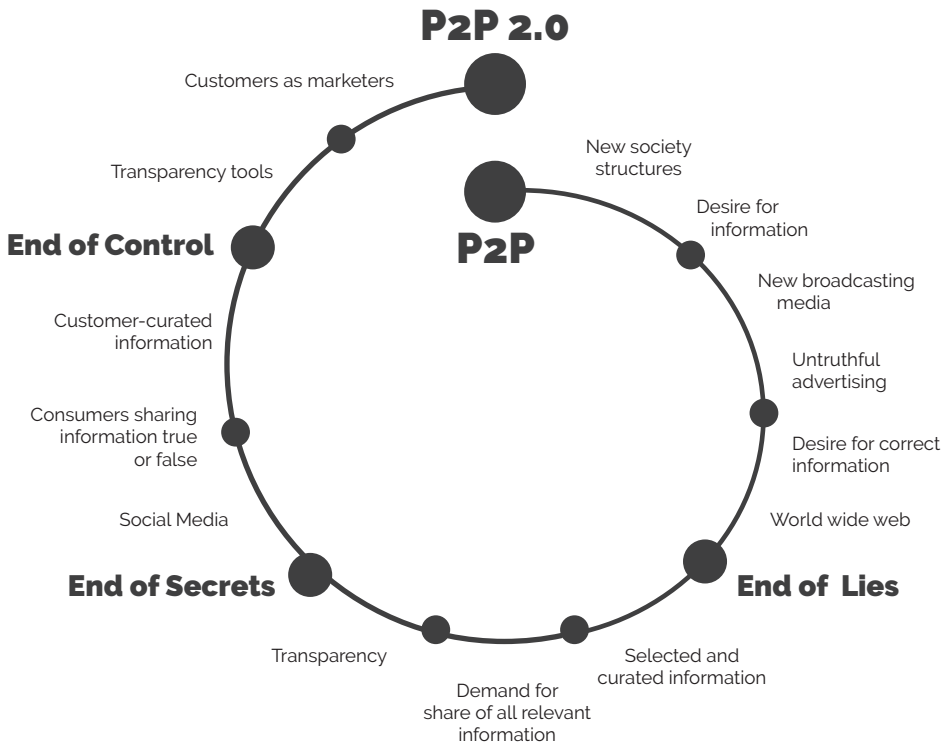 P2P 2.0
P2P
New society
structures
Desire for
information
New broadcasting
media
Untruthful
advertising
Desire for correct
information
World wide web
End of Lies
Selected and
curated information
Demand for
share of all relevant
information
Transparency
End of Secrets
Social Media
Consumers sharing
information true
or false
Customer-curated
information
End of Control
Transparency tools
Customers as marketers